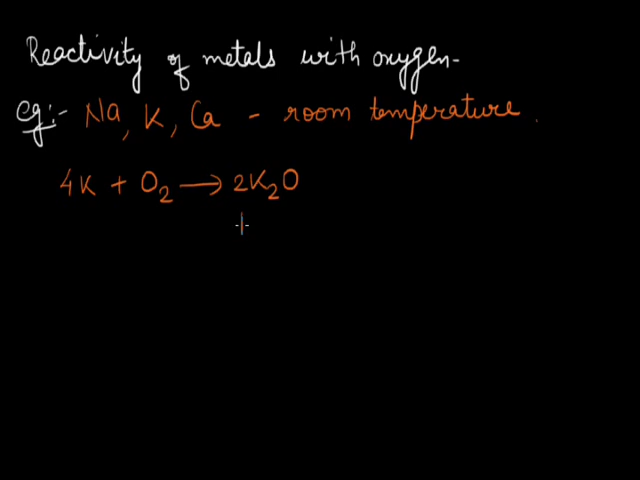 Reactivity of metals with oxygen-
eg:- Na, K, Ca - room temperature.
4K + O₂ → 2K₂O